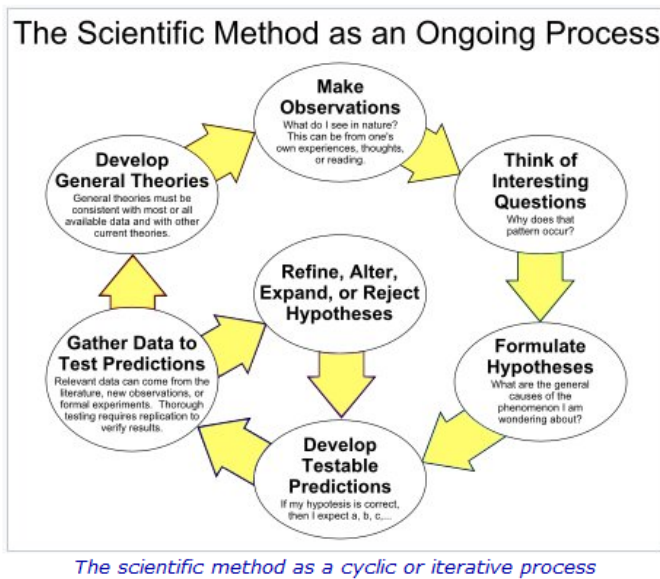 The Scientific Method as an Ongoing Process
Make
Observations
What do I see in nature?
This can be from one's
own experiences, thoughts,
or reading.
Think of
Interesting
Questions
Why does that
pattern occur?
Formulate
Hypotheses
What are the general
causes of the
phenomenon I am
wondering about?
Develop
Testable
Predictions
If my hypotesis is correct,
then I expect a, b, c,...
Gather Data to
Test Predictions
Relevant data can come from the
literature, new observations, or
formal experiments. Thorough
testing requires replication to
verify results.
Refine, Alter,
Expand, or Reject
Hypotheses
Develop
General Theories
General theories must be
consistent with most or all
available data and with other
current theories.
The scientific method as a cyclic or iterative process